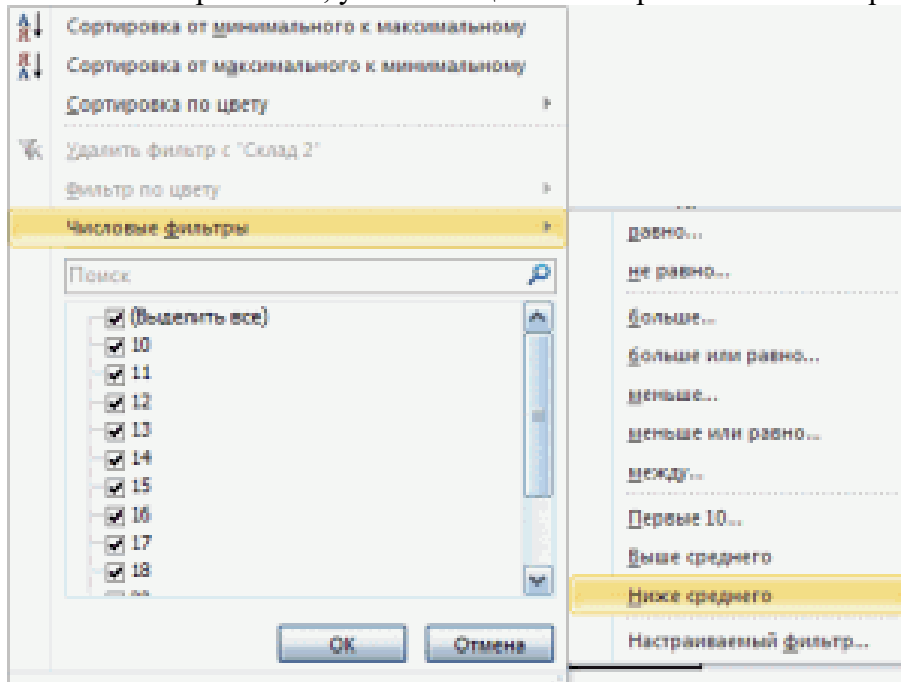 Сортировка от минимального к максимальному
Сортировка от максимального к минимальному
Сортировка по цвету
Удалить фильтр с "Склад 2"
Фильтр по цвету
Числовые фильтры
Поиск
(Выделить все)
10
11
12
13
14
15
16
17
18
ОК
Отмена
равно...
не равно...
больше...
больше или равно...
меньше...
меньше или равно...
между...
Первые 10...
Выше среднего
Ниже среднего
Настраиваемый фильтр...